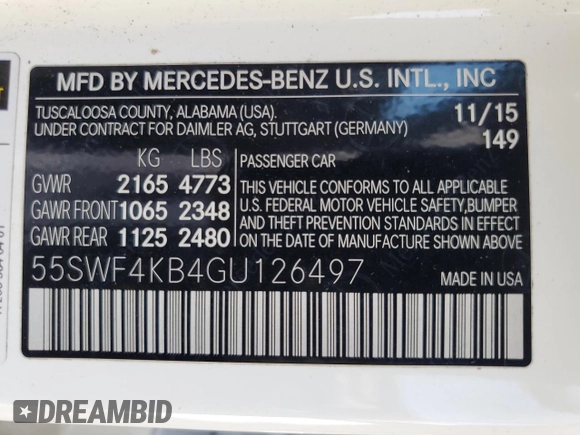 MFD BY MERCEDES-BENZ U.S. INTL., INC
TUSCALOOSA COUNTY, ALABAMA (USA). 11/15
UNDER CONTRACT FOR DAIMLER AG, STUTTGART (GERMANY) 149
KG LBS PASSENGER CAR
GVWR 2165 4773
GAWR FRONT 1065 2348
GAWR REAR 1125 2480
THIS VEHICLE CONFORMS TO ALL APPLICABLE
U.S. FEDERAL MOTOR VEHICLE SAFETY,BUMPER
AND THEFT PREVENTION STANDARDS IN EFFECT
ON THE DATE OF MANUFACTURE SHOWN ABOVE.
55SWF4KB4GU126497
MADE IN USA
DREAMBID